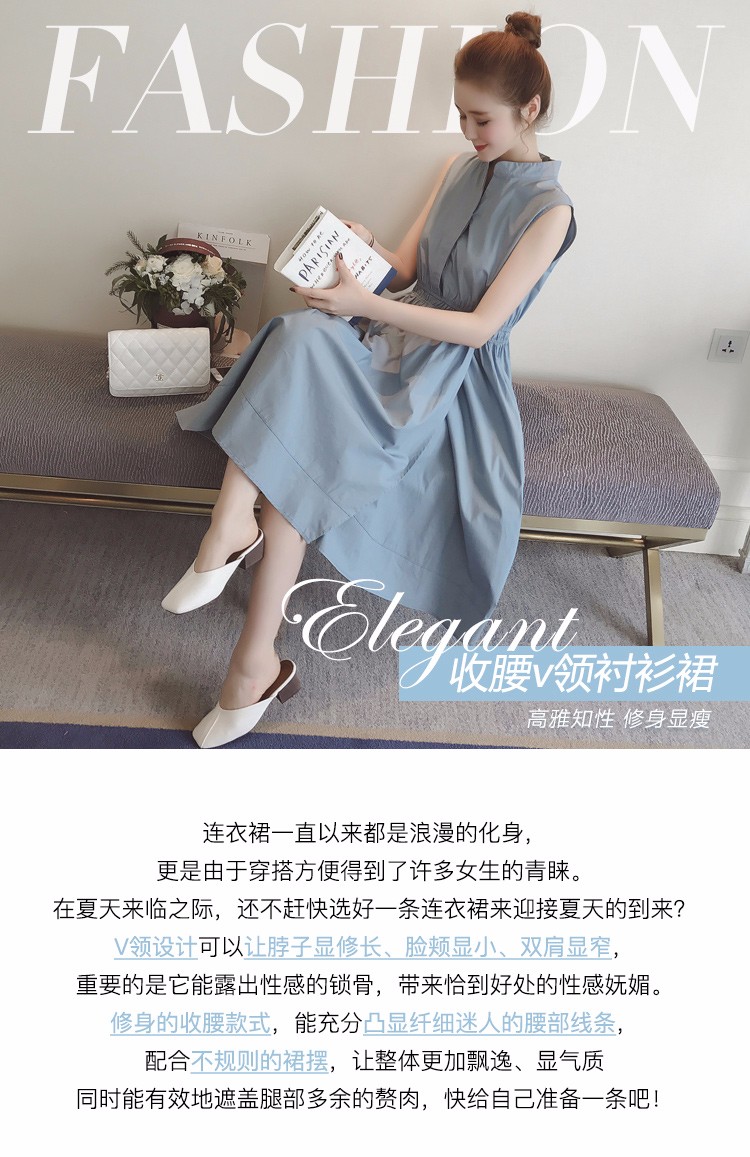 FASHION
KINFOLK
HOW TO BE
PARISIAN
Elegant
收腰v领衬衫裙
高雅知性 修身显瘦
连衣裙一直以来都是浪漫的化身,
更是由于穿搭方便得到了许多女生的青睐。
在夏天来临之际，还不赶快选好一条连衣裙来迎接夏天的到来？
V领设计可以让脖子显修长、脸颊显小、双肩显窄,
重要的是它能露出性感的锁骨，带来恰到好处的性感妩媚。
修身的收腰款式，能充分凸显纤细迷人的腰部线条,
配合不规则的裙摆，让整体更加飘逸、显气质
同时能有效地遮盖腿部多余的赘肉，快给自己准备一条吧！